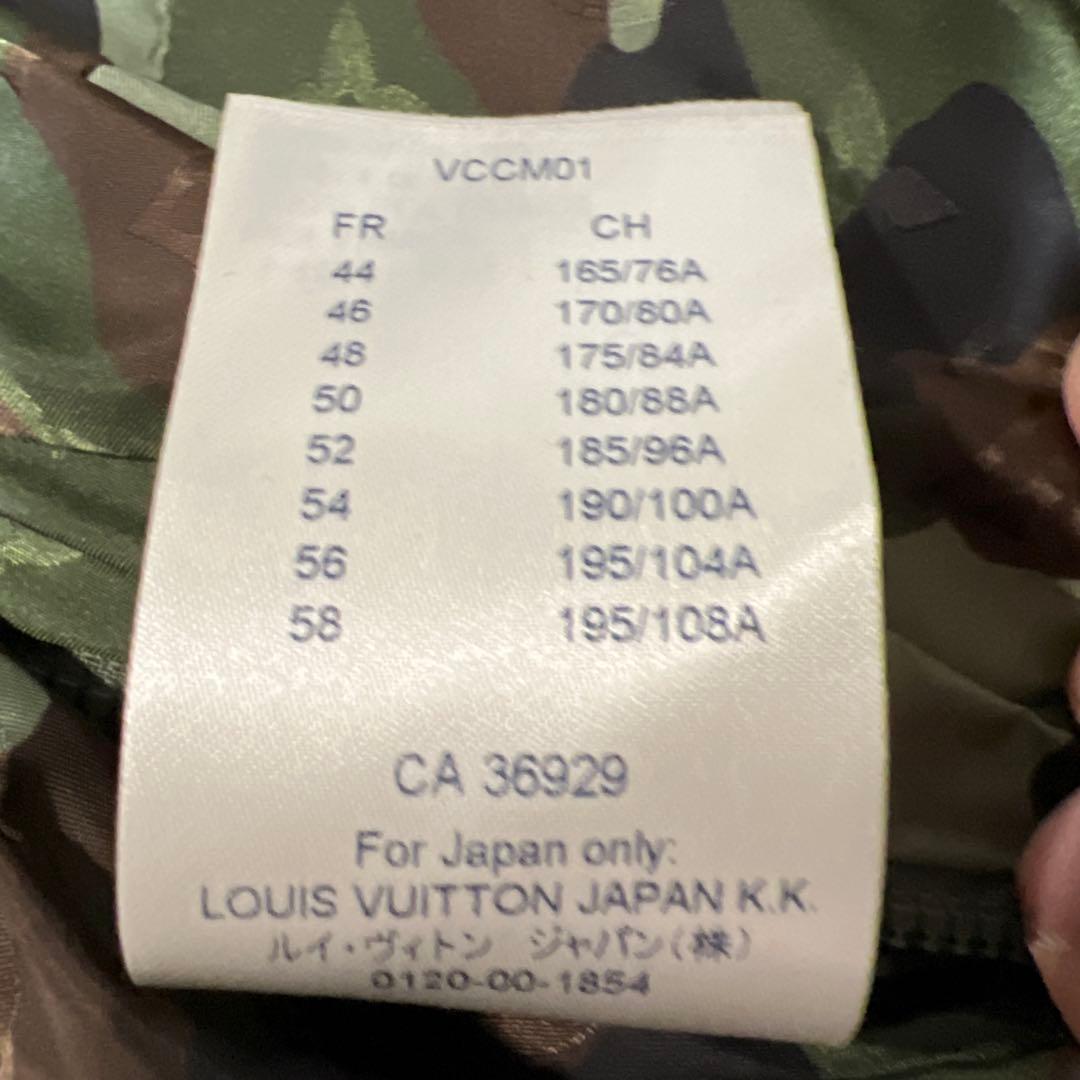 VCCM01
FR CH
44 165/76A
46 170/80A
48 175/84A
50 180/88A
52 185/96A
54 190/100A
56 195/104A
58 195/108A
CA 36929
For Japan only:
LOUIS VUITTON JAPAN K.K.
ルイ・ヴィトン ジャパン(株)
0120-00-1854